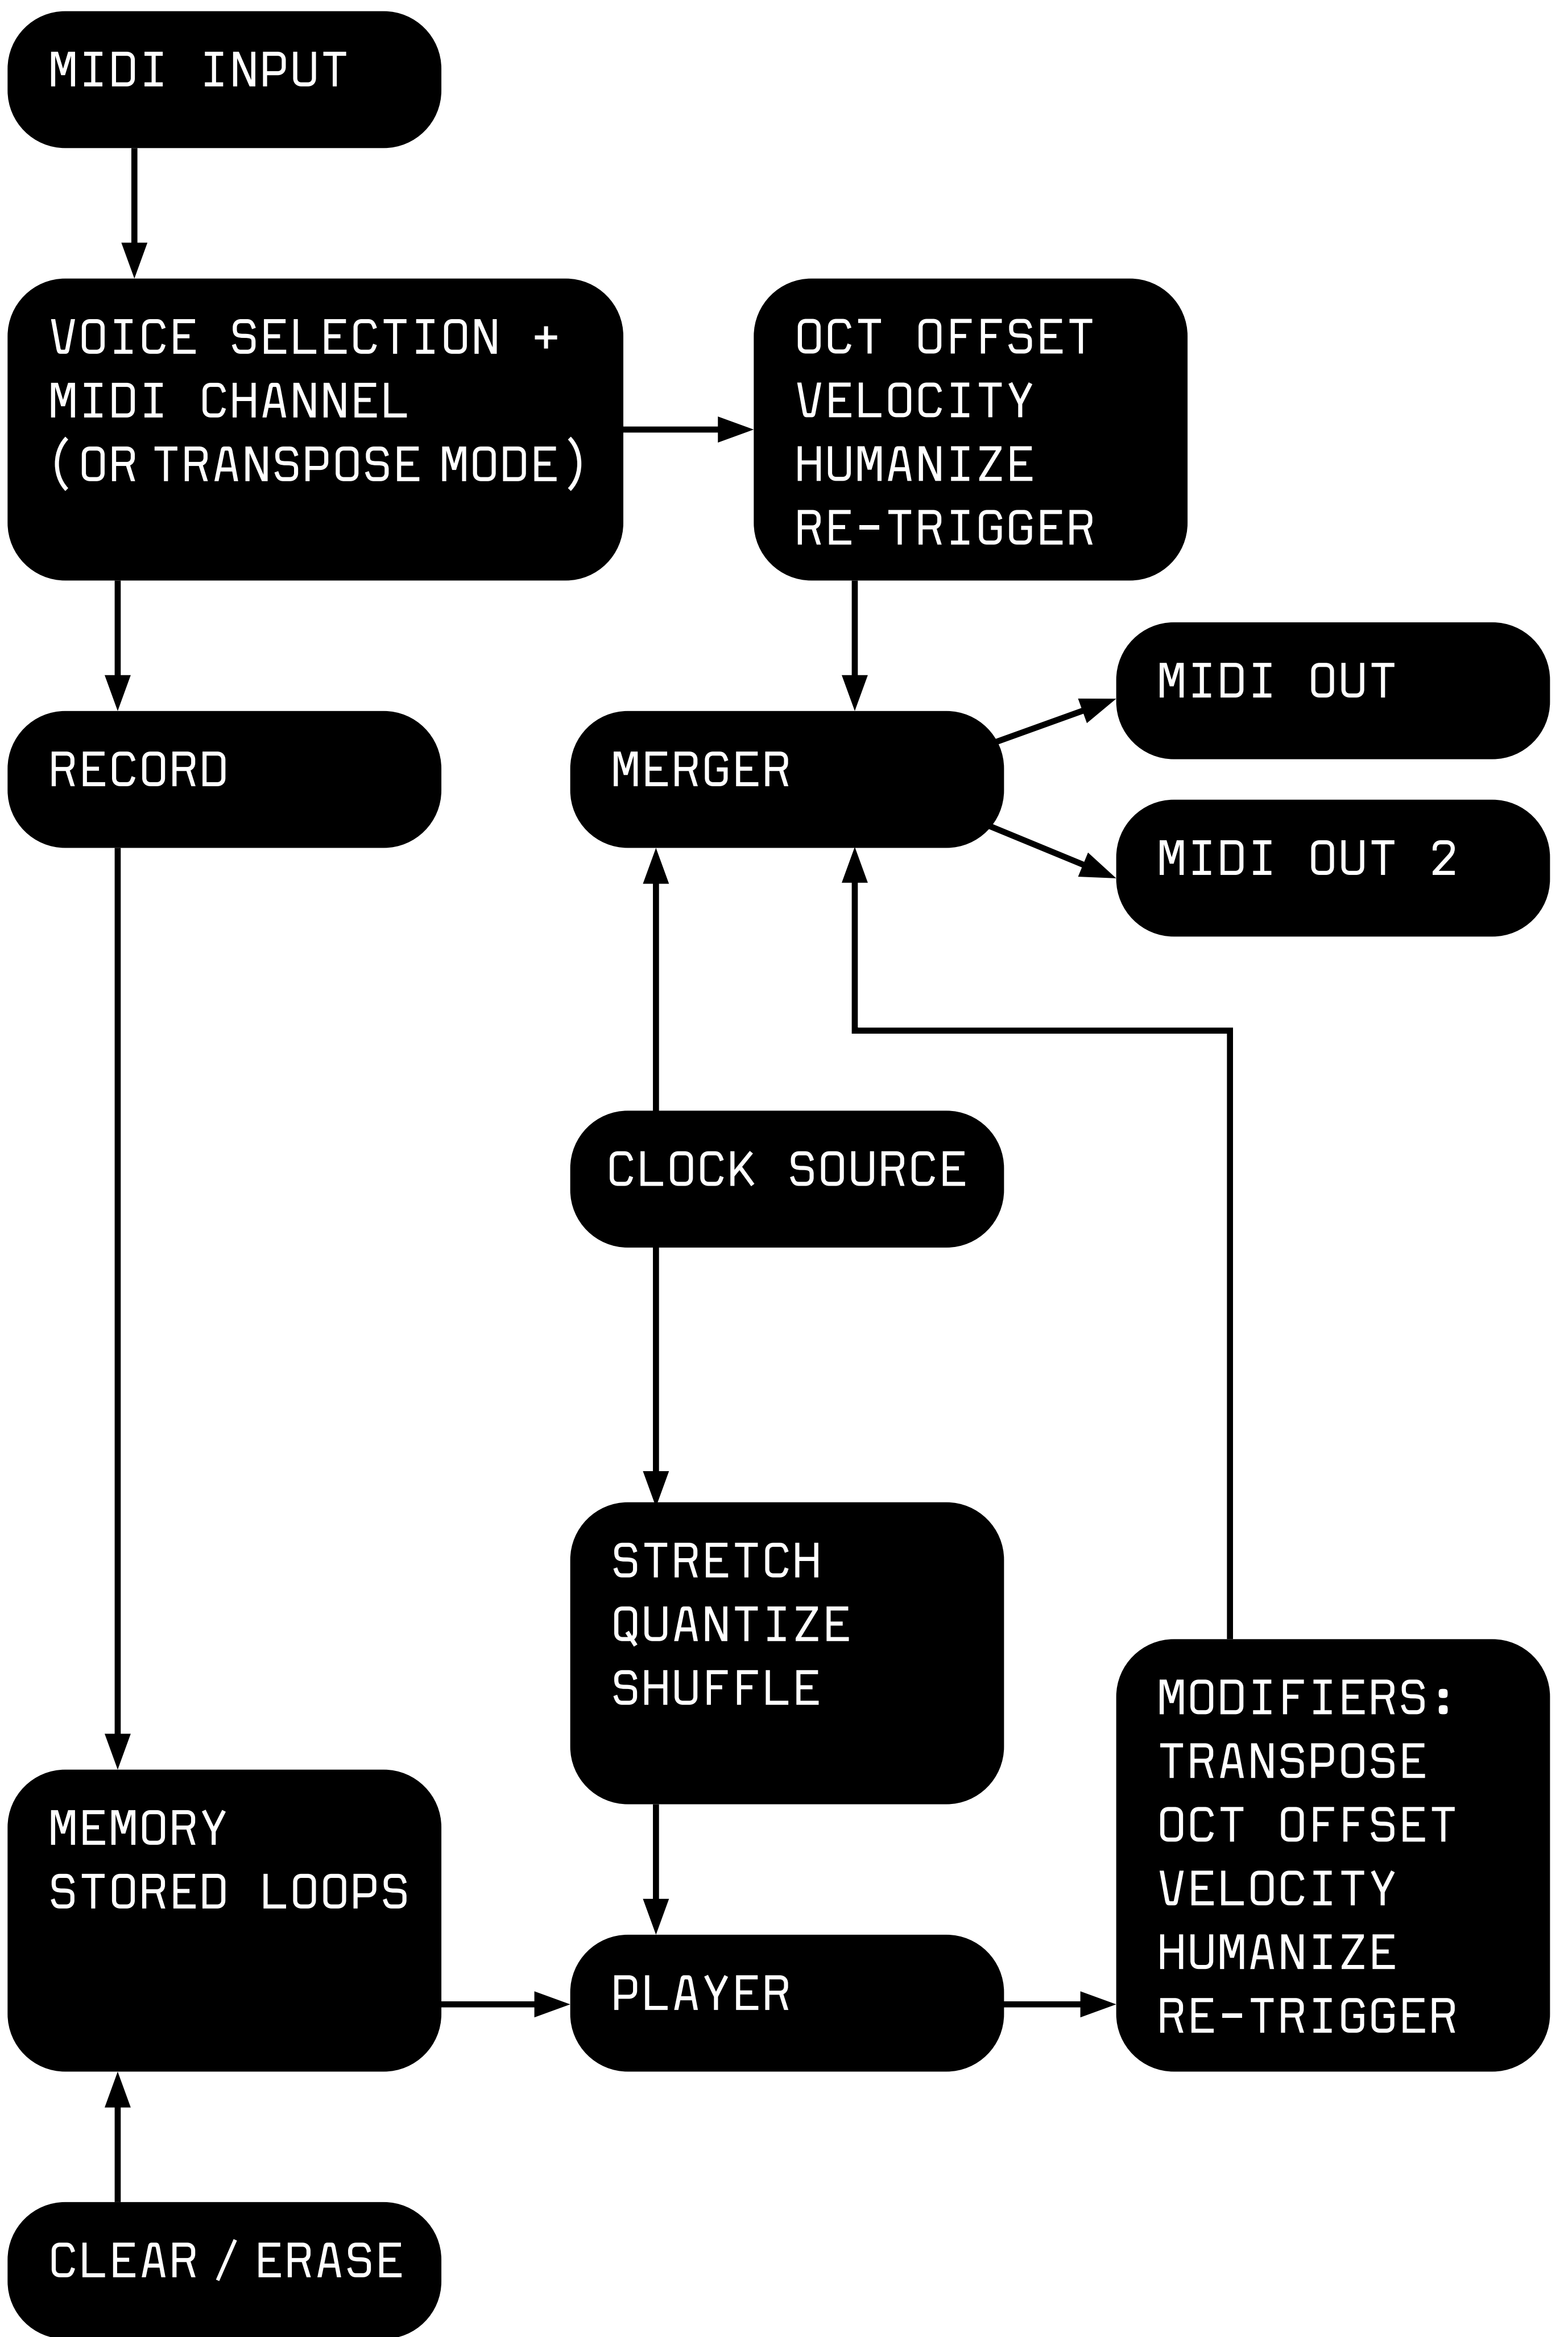 MIDI INPUT
VOICE SELECTION +
MIDI CHANNEL
(OR TRANSPOSE MODE)
OCT OFFSET
VELOCITY
HUMANIZE
RE-TRIGGER
MIDI OUT
RECORD
MERGER
MIDI OUT 2
CLOCK SOURCE
STRETCH
QUANTIZE
SHUFFLE
MODIFIERS:
TRANSPOSE
OCT OFFSET
VELOCITY
HUMANIZE
RE-TRIGGER
MEMORY
STORED LOOPS
PLAYER
CLEAR / ERASE